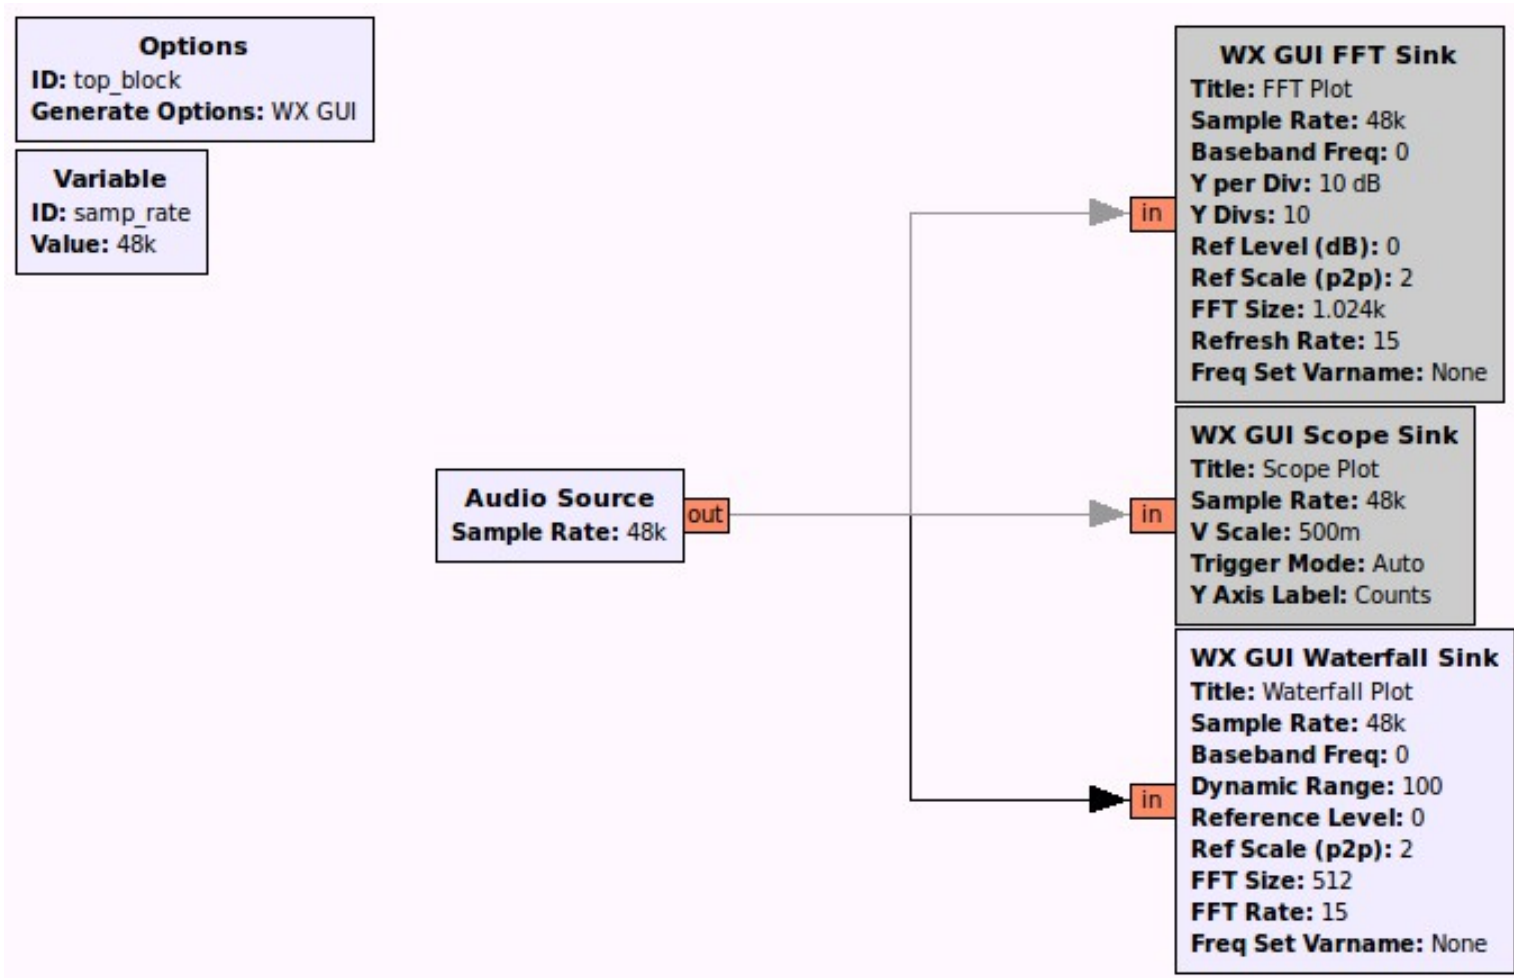 Options
ID: top_block
Generate Options: WX GUI
Variable
ID: samp_rate
Value: 48k
Audio Source
Sample Rate: 48k
out
in
WX GUI FFT Sink
Title: FFT Plot
Sample Rate: 48k
Baseband Freq: 0
Y per Div: 10 dB
Y Divs: 10
Ref Level (dB): 0
Ref Scale (p2p): 2
FFT Size: 1.024k
Refresh Rate: 15
Freq Set Varname: None
in
WX GUI Scope Sink
Title: Scope Plot
Sample Rate: 48k
V Scale: 500m
Trigger Mode: Auto
Y Axis Label: Counts
in
WX GUI Waterfall Sink
Title: Waterfall Plot
Sample Rate: 48k
Baseband Freq: 0
Dynamic Range: 100
Reference Level: 0
Ref Scale (p2p): 2
FFT Size: 512
FFT Rate: 15
Freq Set Varname: None